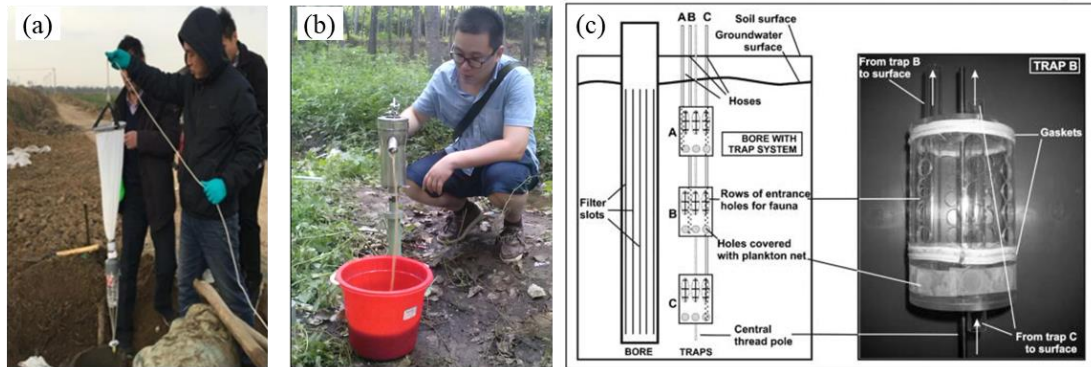 (a)
(b)
(c)
A B C
Soil surface
Groundwater
surface
Hoses
A
BORE WITH
TRAP SYSTEM
Filter
slots
B
Rows of entrance
holes for fauna
Holes covered
with plankton net
C
Central
thread pole
BORE
TRAPS
From trap B
to surface
TRAP B
Gaskets
From trap C
to surface